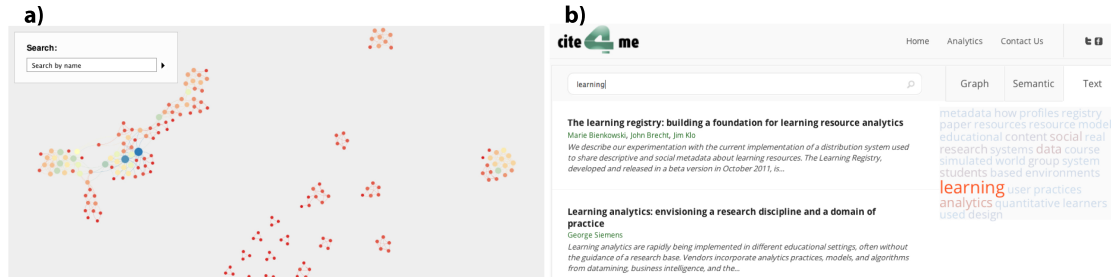 a)
Search:
Search by name
b)
cite 4 me
Home Analytics Contact Us
learning
Graph Semantic Text
The learning registry: building a foundation for learning resource analytics
Marie Bienkowski, John Brecht, Jim Klo
We describe our experimentation with the current implementation of a distribution system used
to share descriptive and social metadata about learning resources. The Learning Registry,
developed and released in a beta version in October 2011, is...
Learning analytics: envisioning a research discipline and a domain of
practice
George Siemens
Learning analytics are rapidly being implemented in different educational settings, often without
the guidance of a research base. Vendors incorporate analytics practices, models, and algorithms
from datamining, business intelligence, and the...
metadata how profiles registry
paper resources resource model
educational content social real
research systems data course
simulated world group system
students based environments
learning user practices
analytics quantitative learners
used design